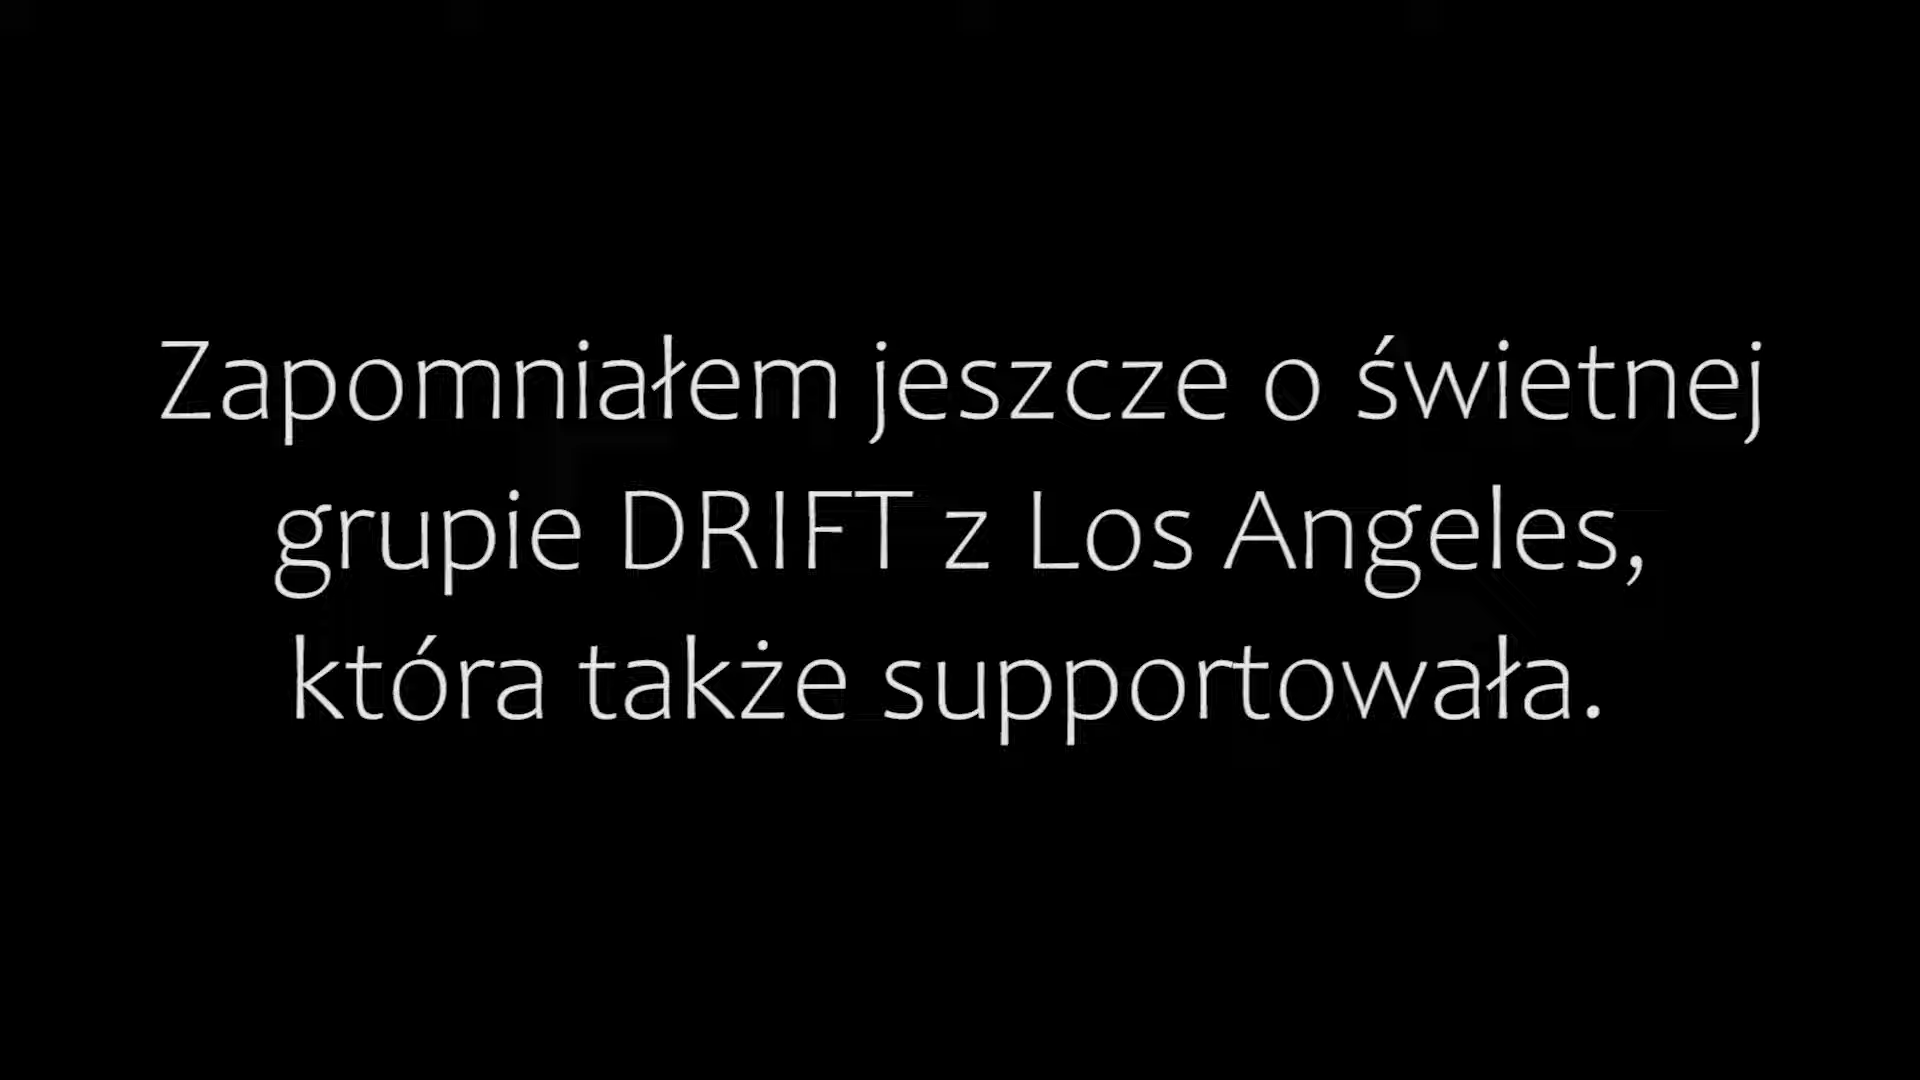 Zapomniałem jeszcze o świetnej
grupie DRIFT z Los Angeles,
która także supportowała.